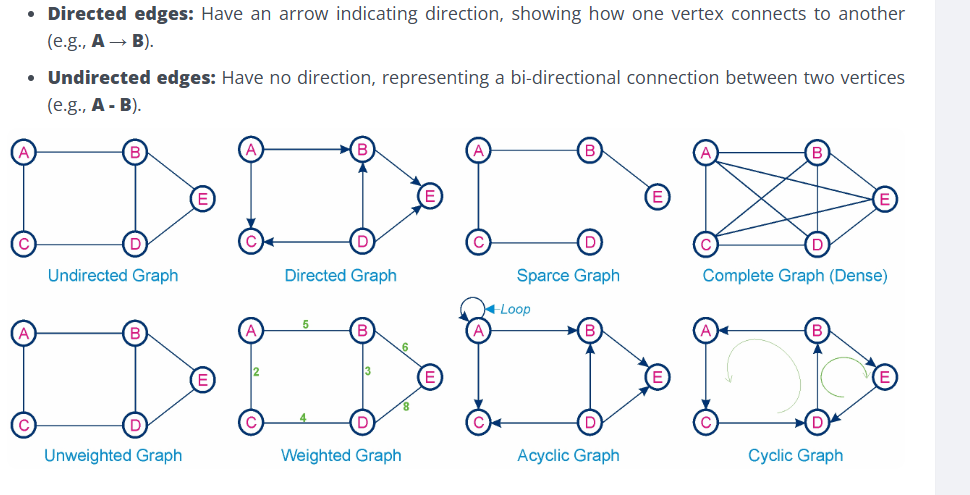 • Directed edges: Have an arrow indicating direction, showing how one vertex connects to another
(e.g., A → B).
• Undirected edges: Have no direction, representing a bi-directional connection between two vertices
(e.g., A - B).
A B E C D
A B E C D
A B E C D
A B E C D
Undirected Graph Directed Graph Sparce Graph Complete Graph (Dense)
Loop
A B E C D
A 5 B 6 2 3 E 8 C 4 D
A B E C D
A B E C D
Unweighted Graph Weighted Graph Acyclic Graph Cyclic Graph